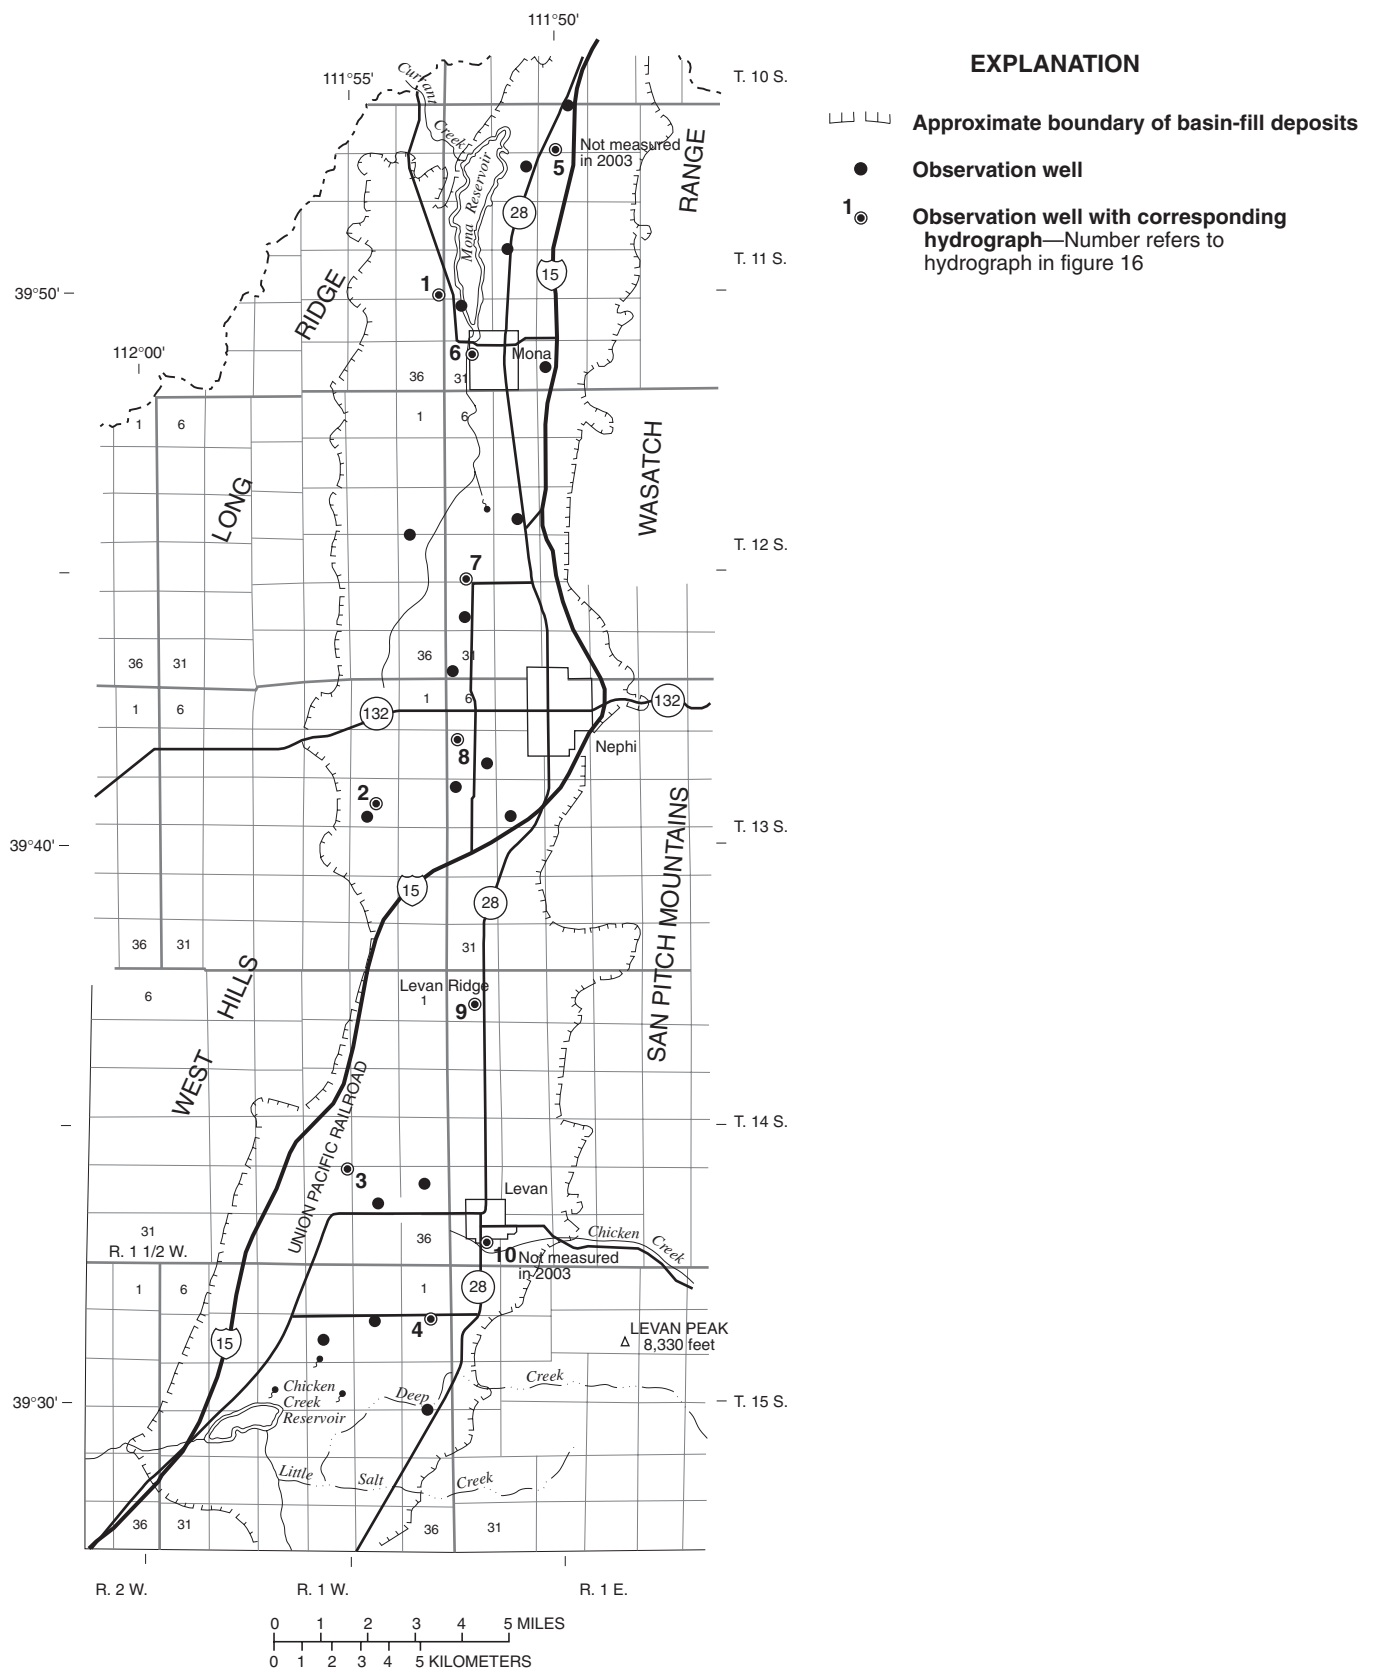 111°50'
EXPLANATION
Approximate boundary of basin-fill deposits
Observation well
1
Observation well with corresponding
hydrograph—Number refers to
hydrograph in figure 16
T. 10 S.
111°55'
Currant
Creek
Not measured
in 2003
5
RANGE
Mona Reservoir
28
T. 11 S.
15
1
39°50'
RIDGE
112°00'
6
Mona
36
31
1
6
1
6
WASATCH
LONG
T. 12 S.
7
36
31
36
31
1
6
132
132
1
6
Nephi
8
2
T. 13 S.
39°40'
SAN PITCH MOUNTAINS
15
28
36
31
31
HILLS
Levan Ridge
1
6
9
WEST
UNION PACIFIC RAILROAD
T. 14 S.
3
Levan
31
36
Chicken
Creek
R. 1 1/2 W.
10
Not measured
in 2003
1
6
1
28
4
15
LEVAN PEAK
8,330 feet
Chicken
Creek
Reservoir
Deep
Creek
39°30'
T. 15 S.
Little
Salt
Creek
36
31
36
31
R. 2 W.
R. 1 W.
R. 1 E.
0 1 2 3 4 5 MILES
0 1 2 3 4 5 KILOMETERS